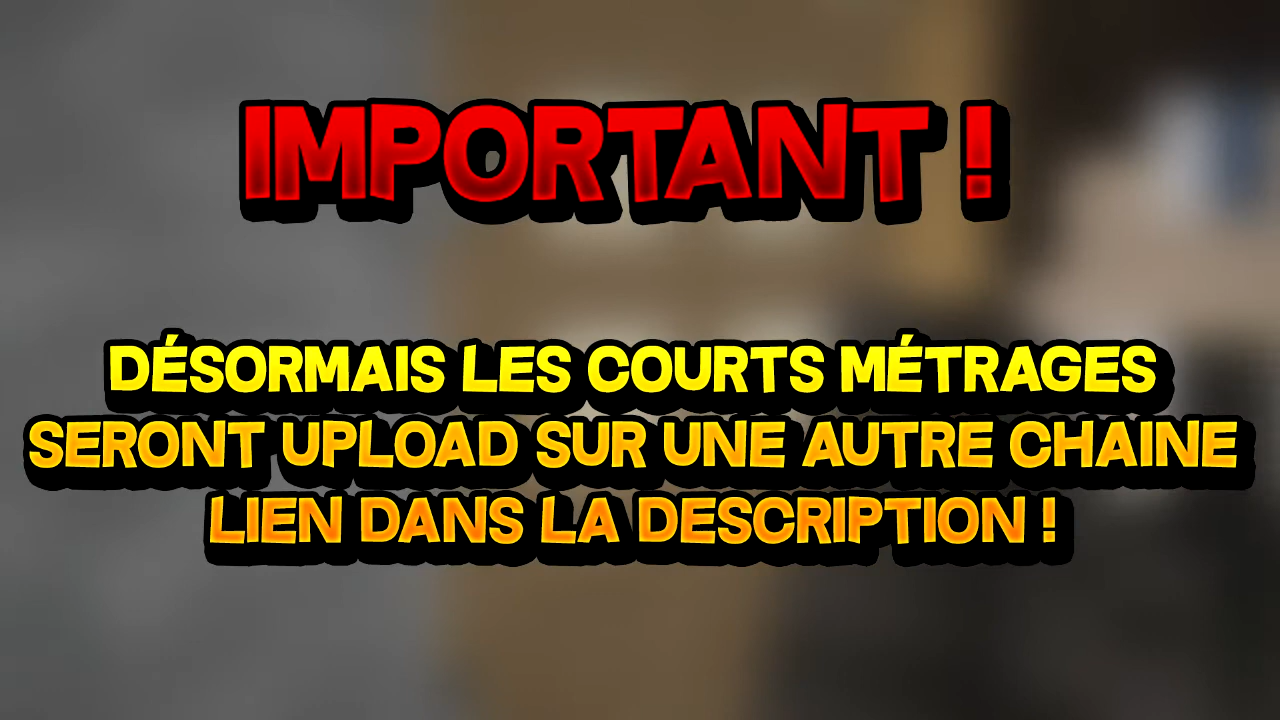 IMPORTANT !
DÉSORMAIS LES COURTS MÉTRAGES
SERONT UPLOAD SUR UNE AUTRE CHAINE
LIEN DANS LA DESCRIPTION !